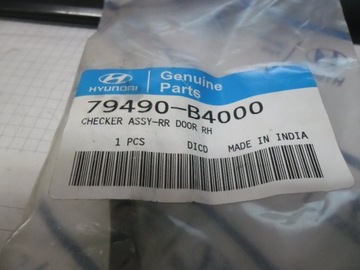 HYUNDAI
Genuine
Parts
79490-B4000
CHECKER ASSY-RR DOOR RH
1 PCS DICD MADE IN INDIA